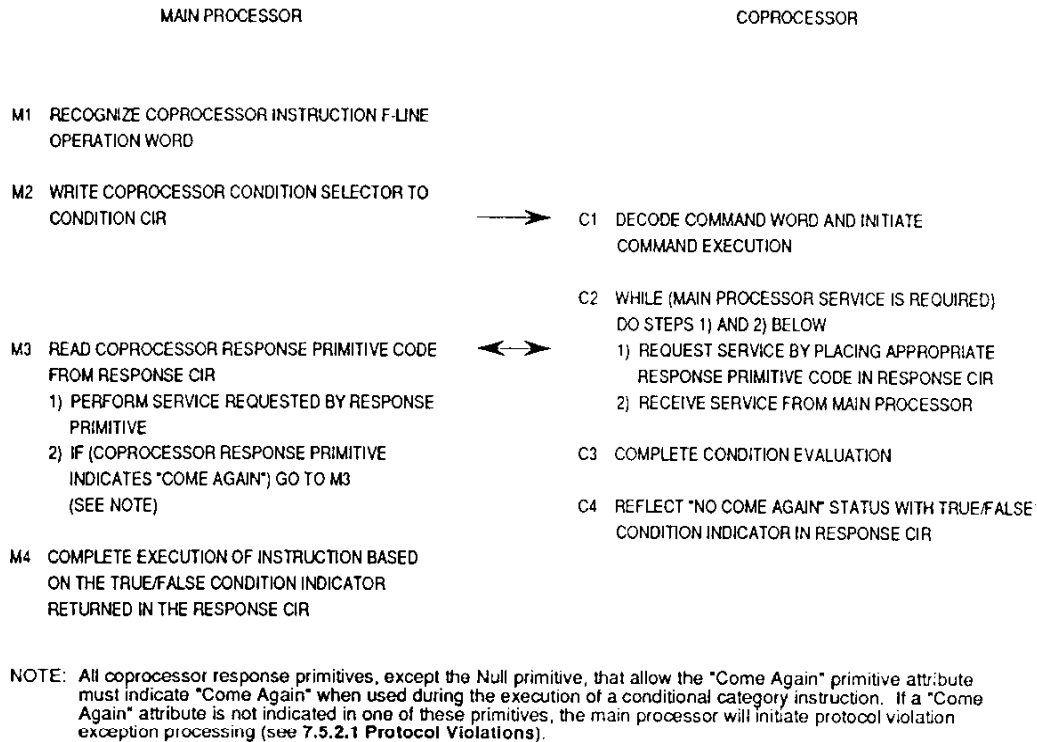 MAIN PROCESSOR
COPROCESSOR
M1 RECOGNIZE COPROCESSOR INSTRUCTION F-LINE
OPERATION WORD
M2 WRITE COPROCESSOR CONDITION SELECTOR TO
CONDITION CIR
C1 DECODE COMMAND WORD AND INITIATE
COMMAND EXECUTION
C2 WHILE (MAIN PROCESSOR SERVICE IS REQUIRED)
DO STEPS 1) AND 2) BELOW
1) REQUEST SERVICE BY PLACING APPROPRIATE
RESPONSE PRIMITIVE CODE IN RESPONSE CIR
2) RECEIVE SERVICE FROM MAIN PROCESSOR
M3 READ COPROCESSOR RESPONSE PRIMITIVE CODE
FROM RESPONSE CIR
1) PERFORM SERVICE REQUESTED BY RESPONSE
PRIMITIVE
2) IF (COPROCESSOR RESPONSE PRIMITIVE
INDICATES "COME AGAIN") GO TO M3
(SEE NOTE)
C3 COMPLETE CONDITION EVALUATION
C4 REFLECT "NO COME AGAIN" STATUS WITH TRUE/FALSE
CONDITION INDICATOR IN RESPONSE CIR
M4 COMPLETE EXECUTION OF INSTRUCTION BASED
ON THE TRUE/FALSE CONDITION INDICATOR
RETURNED IN THE RESPONSE CIR
NOTE: All coprocessor response primitives, except the Null primitive, that allow the "Come Again" primitive attribute
must indicate "Come Again" when used during the execution of a conditional category instruction. If a "Come
Again" attribute is not indicated in one of these primitives, the main processor will initiate protocol violation
exception processing (see 7.5.2.1 Protocol Violations).